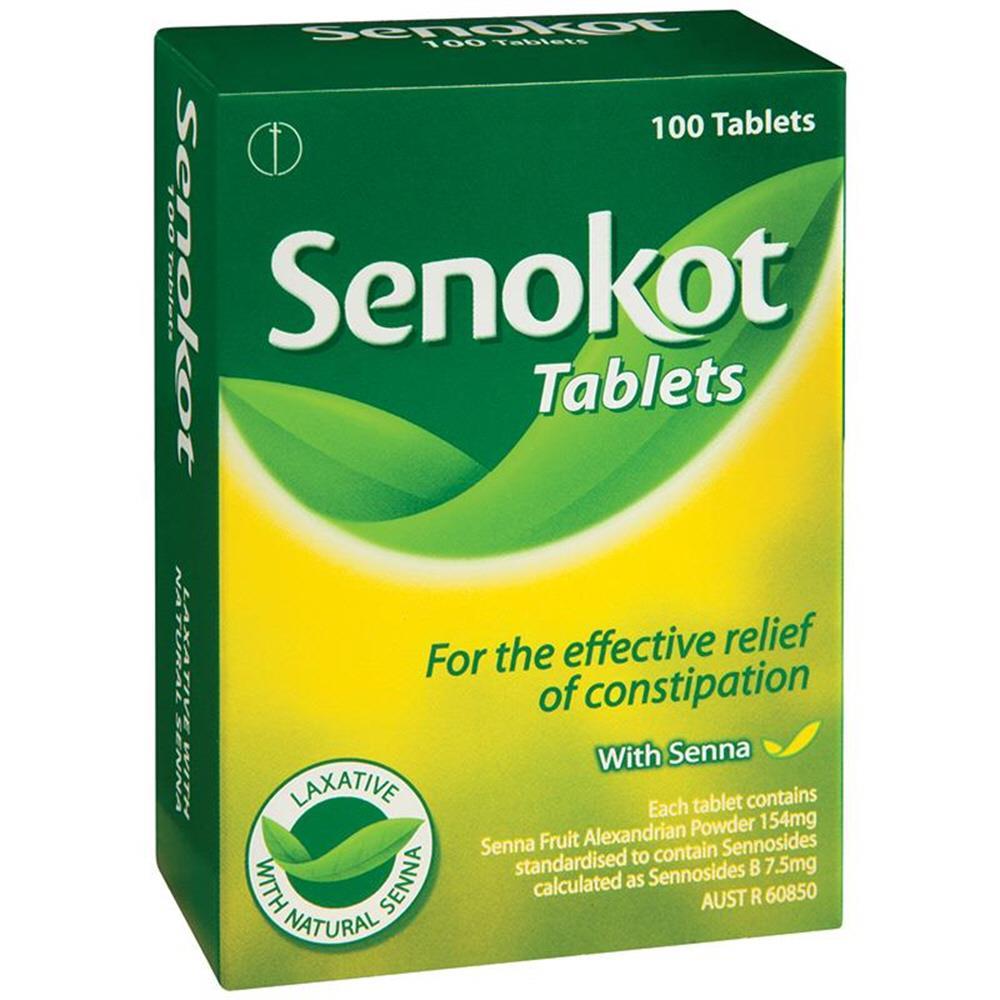 Senokot
100 Tablets
Senokot
100 Tablets
LAXATIVE WITH
NATURAL SENNA
100 Tablets
Senokot
Tablets
For the effective relief
of constipation
With Senna
Each tablet contains
Senna Fruit Alexandrian Powder 154mg
standardised to contain Sennosides
calculated as Sennosides B 7.5mg
AUST R 60850
LAXATIVE
WITH NATURAL SENNA